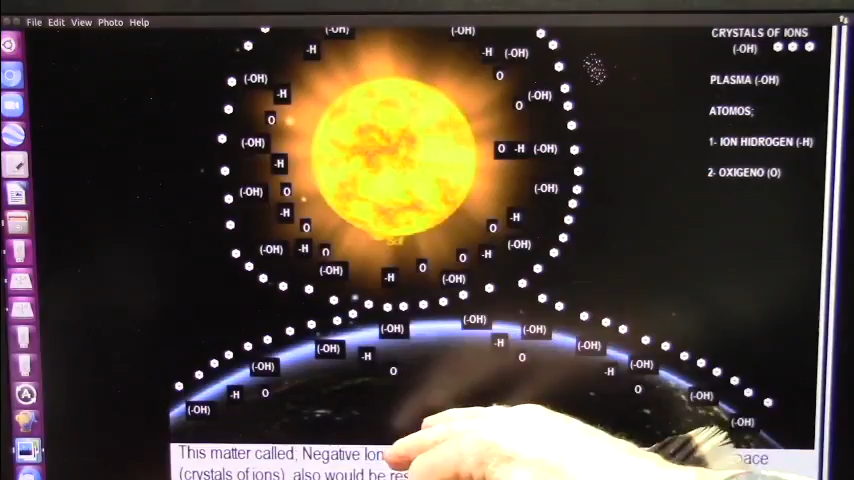 File Edit View Photo Help
CRYSTALS OF IONS
(-OH)
PLASMA (-OH)
ATOMOS;
1- ION HIDROGEN (-H)
2- OXIGENO (O)
(-OH) (-OH)
-H -H (-OH)
(-OH) O
-H (-OH)
O O
(-OH) O -H (-OH)
-H
(-OH) O (-OH)
-H -H
O O
(-OH) -H O O -H (-OH)
(-OH) -H O (-OH)
(-OH) (-OH) (-OH)
(-OH) -H -H (-OH)
(-OH) O O -H (-OH)
-H O O (-OH)
(-OH) (-OH)
This matter called, Negative Ion
(crystals of ions), also would be